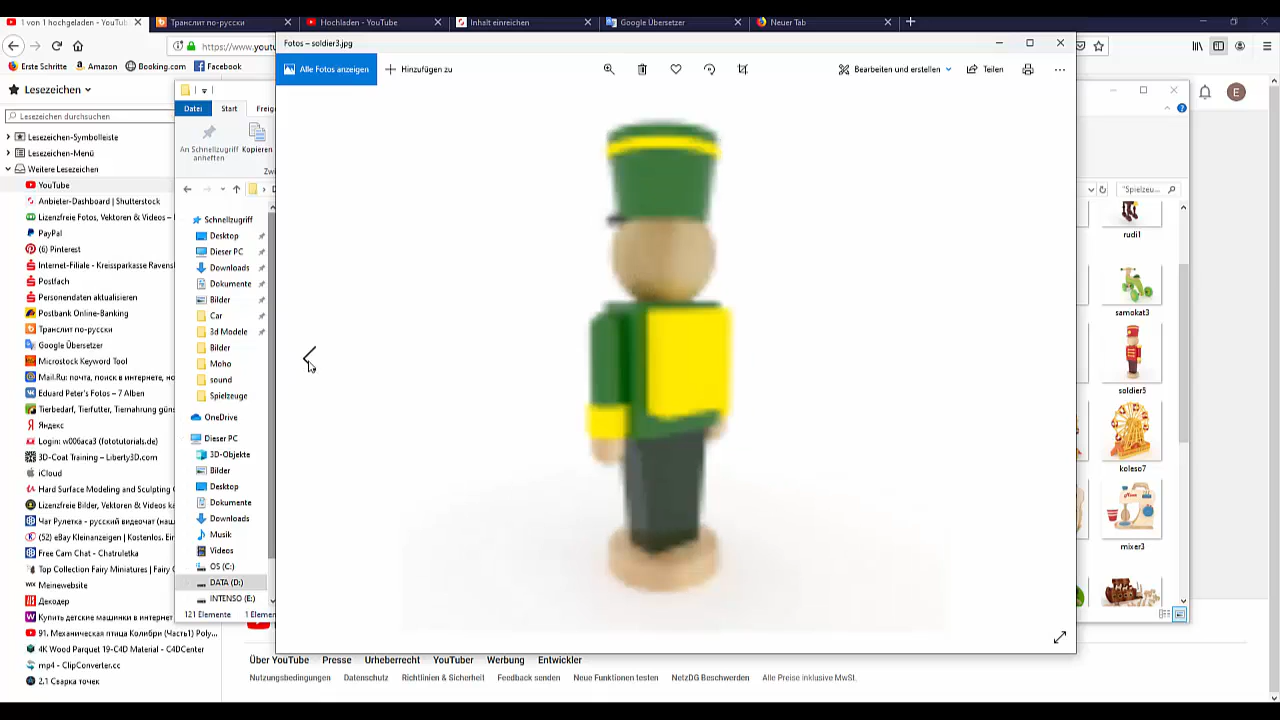 1 von 1 hochgeladen - YouTu
Транслит по-русски
Hochladen - YouTube
Inhalt einreichen
Google Übersetzer
Neuer Tab
Fotos – soldier3.jpg
https://www.youtu
Erste Schritte
Amazon
Booking.com
Facebook
Alle Fotos anzeigen
Hinzufügen zu
Bearbeiten und erstellen
Teilen
Lesezeichen
Datei
Start
Freig
Lesezeichen durchsuchen
Lesezeichen-Symbolleiste
Lesezeichen-Menü
Weitere Lesezeichen
YouTube
Anbieter-Dashboard | Shutterstock
Lizenzfreie Fotos, Vektoren & Videos –
PayPal
(6) Pinterest
Internet-Filiale - Kreissparkasse Ravens
Postfach
Personendaten aktualisieren
Postbank Online-Banking
Транслит по-русски
Google Übersetzer
Microstock Keyword Tool
Mail.Ru: почта, поиск в интернете, но
Eduard Peter's Fotos – 7 Alben
Tierbedarf, Tierfutter, Tiernahrung güns
Яндекс
Login: w006aca3 (fototutorials.de)
3D-Coat Training – Liberty3D.com
iCloud
Hard Surface Modeling and Sculpting C
Lizenzfreie Bilder, Vektoren & Videos ka
Чат Рулетка - русский видеочат (наш
(52) eBay Kleinanzeigen | Kostenlos. Ein
Free Cam Chat - Chatruletka
Top Collection Fairy Miniatures | Fairy G
WIX Meinewebsite
Декодер
Купить детские машинки в интернет
91. Механическая птица Колибри (Часть1) Poly...
4K Wood Parquet 19-C4D Material - C4DCenter
mp4 - ClipConverter.cc
2.1 Сварка точек
An Schnellzugriff
anheften
Kopieren
Zwi
Schnellzugriff
Desktop
Dieser PC
Downloads
Dokumente
Bilder
Car
3d Modele
Bilder
Moho
sound
Spielzeuge
OneDrive
Dieser PC
3D-Objekte
Bilder
Desktop
Dokumente
Downloads
Musik
Videos
OS (C:)
DATA (D:)
INTENSO (E:)
121 Elemente
1 Elemen
E
"Spielzeu...
rudi1
samokat3
soldier5
koleso7
mixer3
Über YouTube
Presse
Urheberrecht
YouTuber
Werbung
Entwickler
Nutzungsbedingungen
Datenschutz
Richtlinien & Sicherheit
Feedback senden
Neue Funktionen testen
NetzDG Beschwerden
Alle Preise inklusive MwSt.